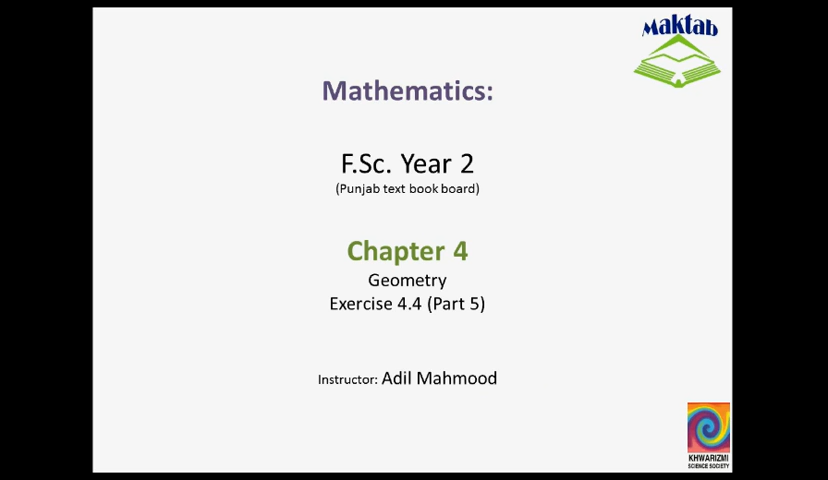 Maktab
Mathematics:
F.Sc. Year 2
(Punjab text book board)
Chapter 4
Geometry
Exercise 4.4 (Part 5)
Instructor: Adil Mahmood
KHWARIZMI
SCIENCE SOCIETY